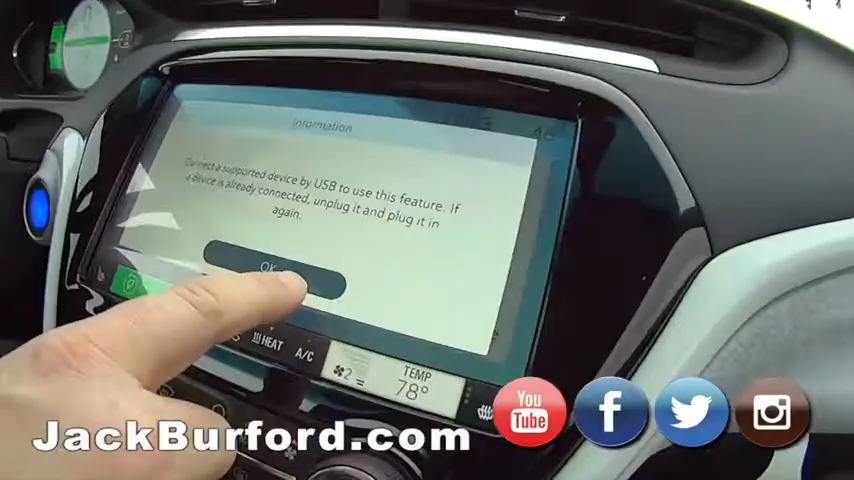 Information
Connect a supported device by USB to use this feature. If
a device is already connected, unplug it and plug it in
again.
OK
HEAT
A/C
2
TEMP
78°
You
Tube
f
JackBurford.com